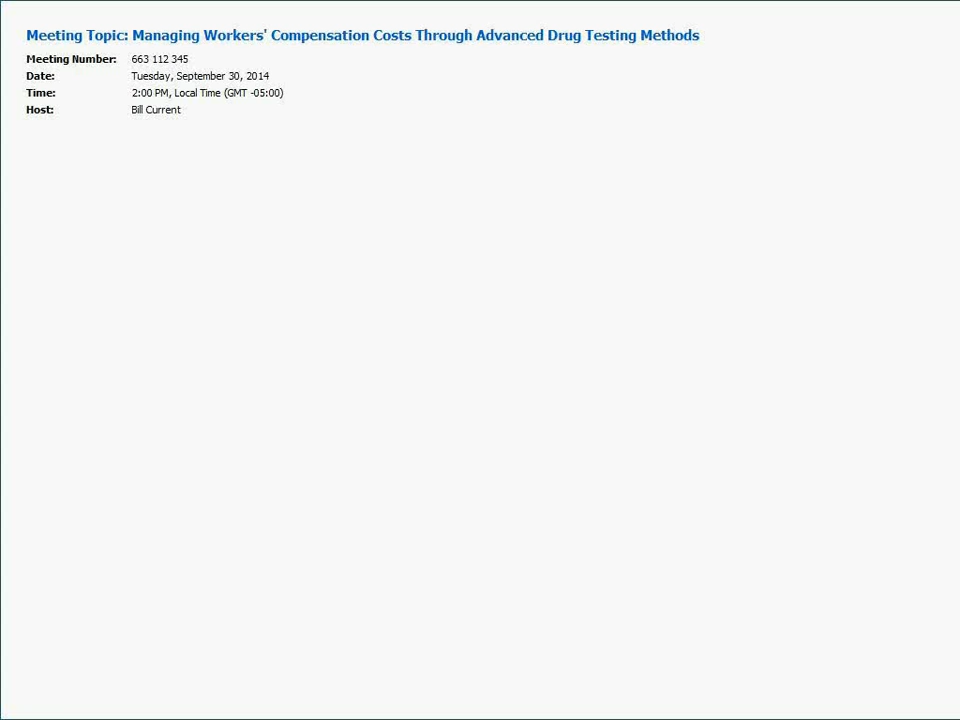 Meeting Topic: Managing Workers' Compensation Costs Through Advanced Drug Testing Methods
Meeting Number: 663 112 345
Date: Tuesday, September 30, 2014
Time: 2:00 PM, Local Time (GMT -05:00)
Host: Bill Current